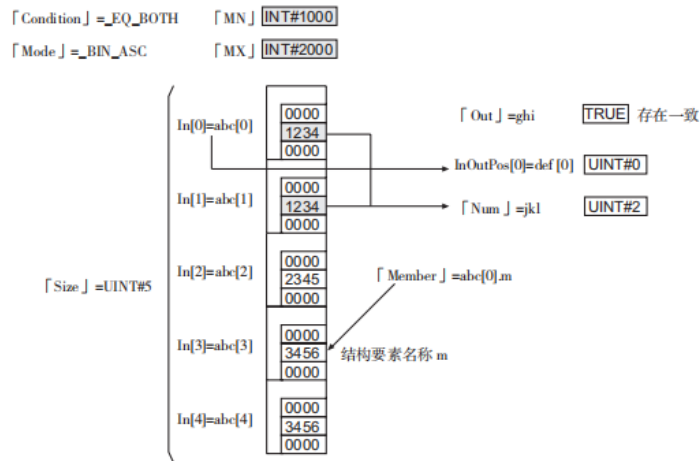 「Condition」=_EQ_BOTH 「MN」 INT#1000
「Mode」=_BIN_ASC 「MX」 INT#2000
In[0]=abc[0]
0000
1234
0000
「Out」=ghi TRUE 存在一致
InOutPos[0]=def[0] UINT#0
In[1]=abc[1]
0000
1234
0000
「Num」=jkl UINT#2
「Size」=UINT#5
In[2]=abc[2]
0000
2345
0000
「Member」=abc[0].m
In[3]=abc[3]
0000
3456
0000
结构要素名称 m
In[4]=abc[4]
0000
3456
0000